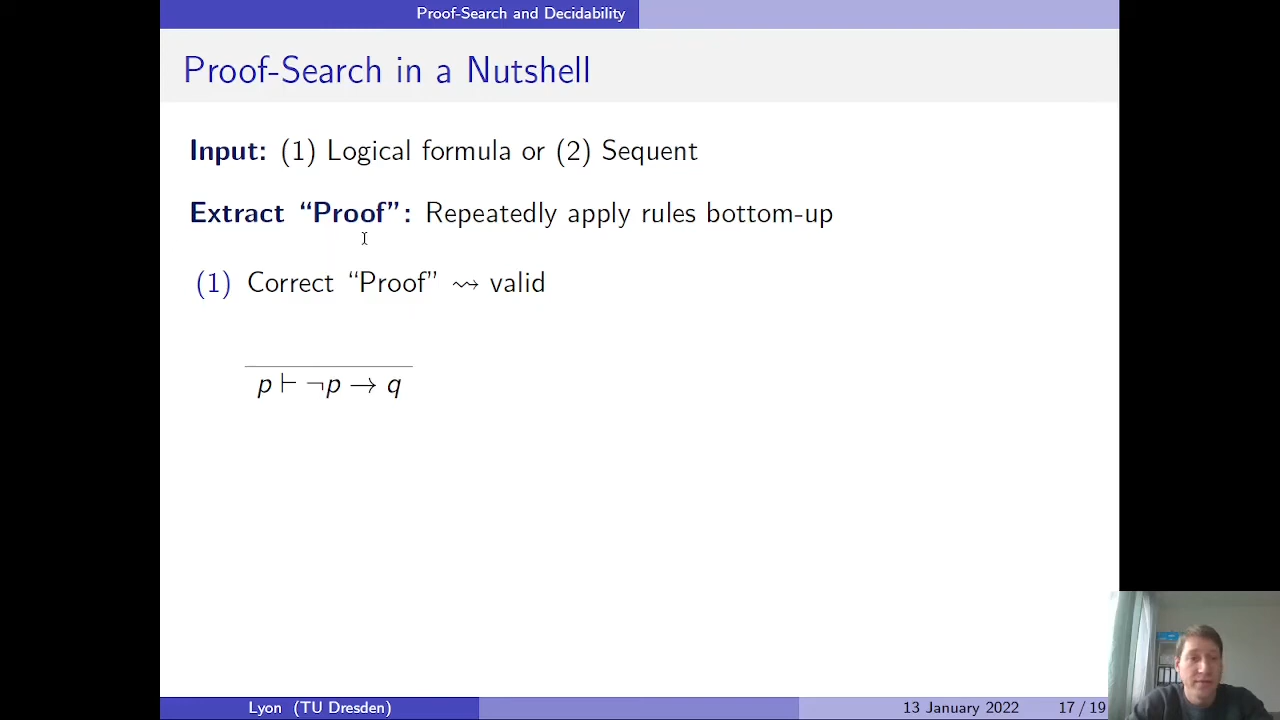 Proof-Search and Decidability
Proof-Search in a Nutshell
Input: (1) Logical formula or (2) Sequent
Extract “Proof”: Repeatedly apply rules bottom-up
(1) Correct “Proof” ⇝ valid
p ⊢ ¬p → q
Lyon (TU Dresden) 13 January 2022 17 / 19